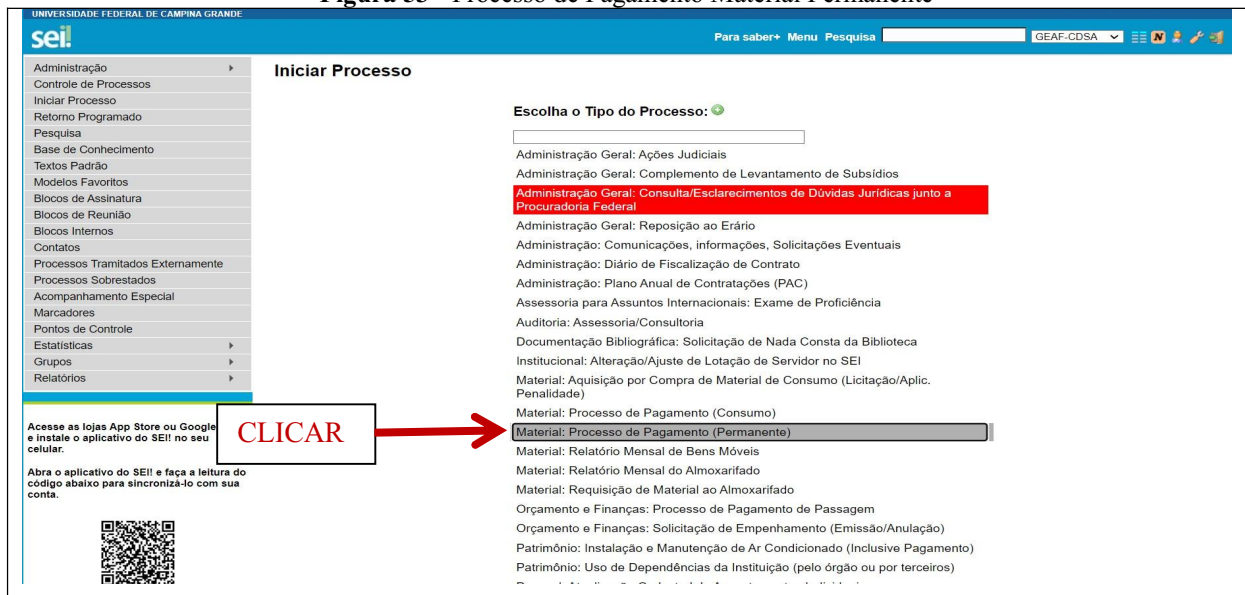 Figura 33 - Processo de Pagamento Material Permanente
UNIVERSIDADE FEDERAL DE CAMPINA GRANDE
sei!
Para saber+ Menu Pesquisa
GEAF-CDSA
N
Administração
Controle de Processos
Iniciar Processo
Retorno Programado
Pesquisa
Base de Conhecimento
Textos Padrão
Modelos Favoritos
Blocos de Assinatura
Blocos de Reunião
Blocos Internos
Contatos
Processos Tramitados Externamente
Processos Sobrestados
Acompanhamento Especial
Marcadores
Pontos de Controle
Estatísticas
Grupos
Relatórios
Acesse as lojas App Store ou Google
e instale o aplicativo do SEI! no seu
celular.
Abra o aplicativo do SEI! e faça a leitura do
código abaixo para sincronizá-lo com sua
conta.
CLICAR
Iniciar Processo
Escolha o Tipo do Processo:
Administração Geral: Ações Judiciais
Administração Geral: Complemento de Levantamento de Subsídios
Administração Geral: Consulta/Esclarecimentos de Dúvidas Jurídicas junto a
Procuradoria Federal
Administração Geral: Reposição ao Erário
Administração: Comunicações, informações, Solicitações Eventuais
Administração: Diário de Fiscalização de Contrato
Administração: Plano Anual de Contratações (PAC)
Assessoria para Assuntos Internacionais: Exame de Proficiência
Auditoria: Assessoria/Consultoria
Documentação Bibliográfica: Solicitação de Nada Consta da Biblioteca
Institucional: Alteração/Ajuste de Lotação de Servidor no SEI
Material: Aquisição por Compra de Material de Consumo (Licitação/Aplic.
Penalidade)
Material: Processo de Pagamento (Consumo)
Material: Processo de Pagamento (Permanente)
Material: Relatório Mensal de Bens Móveis
Material: Relatório Mensal do Almoxarifado
Material: Requisição de Material ao Almoxarifado
Orçamento e Finanças: Processo de Pagamento de Passagem
Orçamento e Finanças: Solicitação de Empenhamento (Emissão/Anulação)
Patrimônio: Instalação e Manutenção de Ar Condicionado (Inclusive Pagamento)
Patrimônio: Uso de Dependências da Instituição (pelo órgão ou por terceiros)